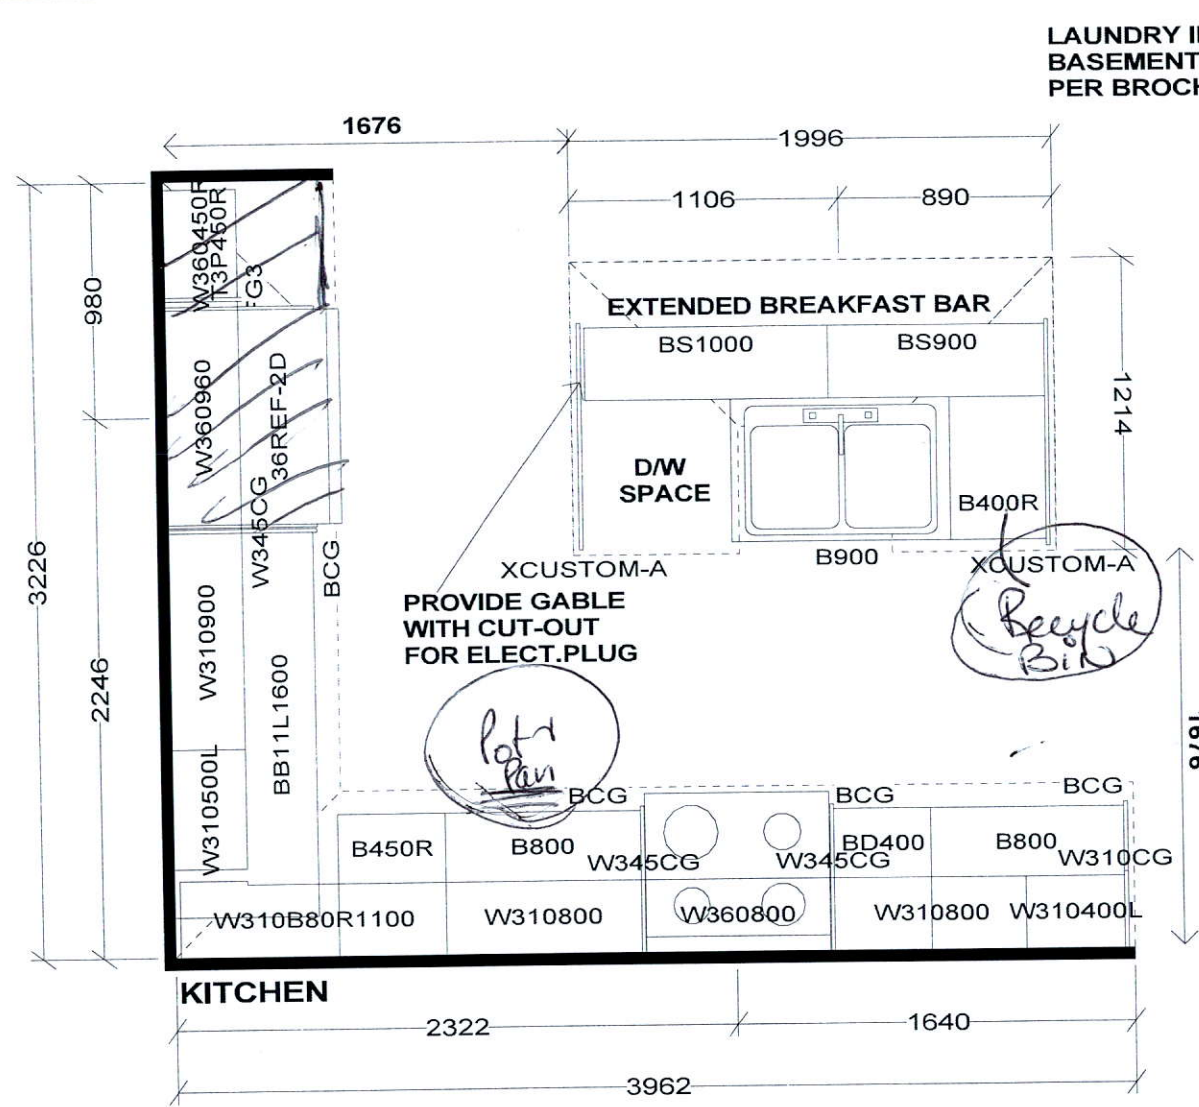 LAUNDRY I
BASEMENT
PER BROCH
1676
1996
1106
890
980
3226
2246
W360450R
T3P450R
FG3
W360960
36REF-2D
W345CG
BCG
W310900
BB11L1600
W310500L
EXTENDED BREAKFAST BAR
BS1000
BS900
1214
D/W
SPACE
B400R
B900
XCUSTOM-A
XCUSTOM-A
PROVIDE GABLE
WITH CUT-OUT
FOR ELECT.PLUG
Recycle
BiN
Pot &
Pan
1676
BCG
BCG
BCG
B450R
B800
W345CG
W345CG
BD400
B800
W310CG
W310B80R1100
W310800
W360800
W310800
W310400L
KITCHEN
2322
1640
3962